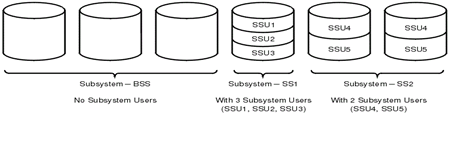 SSU1
SSU2
SSU3
SSU4
SSU5
SSU4
SSU5
Subsystem — BSS
No Subsystem Users
Subsystem — SS1
With 3 Subsystem Users
(SSU1, SSU2, SSU3)
Subsystem — SS2
With 2 Subsystem Users
(SSU4, SSU5)